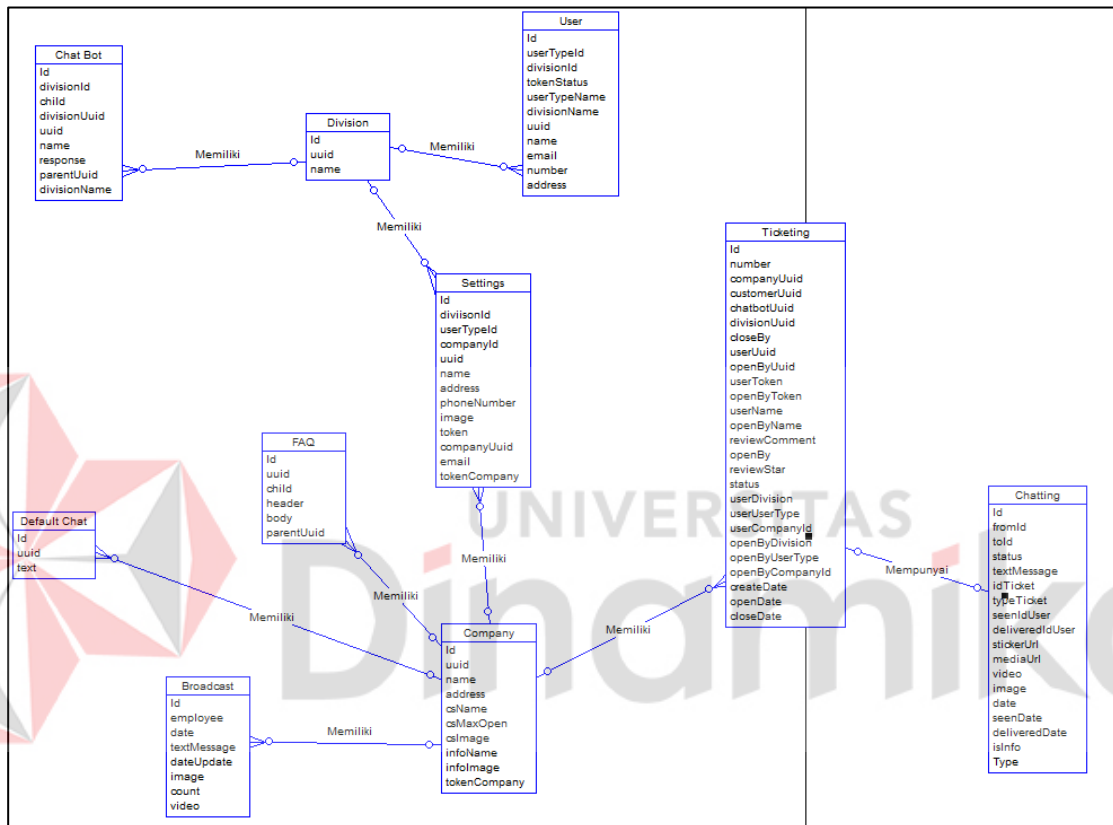 User
Id
userTypeId
divisionId
tokenStatus
userTypeName
divisionName
uuid
name
email
number
address
Chat Bot
Id
divisionId
chiId
divisionUuid
uuid
name
response
parentUuid
divisionName
Memiliki
Division
Id
uuid
name
Memiliki
Memiliki
Settings
Id
diviisonId
userTypeId
companyId
uuid
name
address
phoneNumber
image
token
companyUuid
email
tokenCompany
Ticketing
Id
number
companyUuid
customerUuid
chatbotUuid
divisionUuid
closeBy
userUuid
openByUuid
userToken
openByToken
userName
openByName
reviewComment
openBy
reviewStar
status
userDivision
userUserType
userCompanyId
openByDivision
openByUserType
openByCompanyId
createDate
openDate
closeDate
FAQ
Id
uuid
chiId
header
body
parentUuid
Default Chat
Id
uuid
text
Memiliki
Memiliki
Memiliki
Memiliki
Mempunyai
Chatting
Id
fromId
toId
status
textMessage
idTicket
typeTicket
seenIdUser
deliveredIdUser
stickerUrl
mediaUrl
video
image
date
seenDate
deliveredDate
isInfo
Type
Company
Id
uuid
name
address
csName
csMaxOpen
csImage
infoName
infoImage
tokenCompany
Broadcast
Id
employee
date
textMessage
dateUpdate
image
count
video
Memiliki
UNIVERSITAS
Dinamika